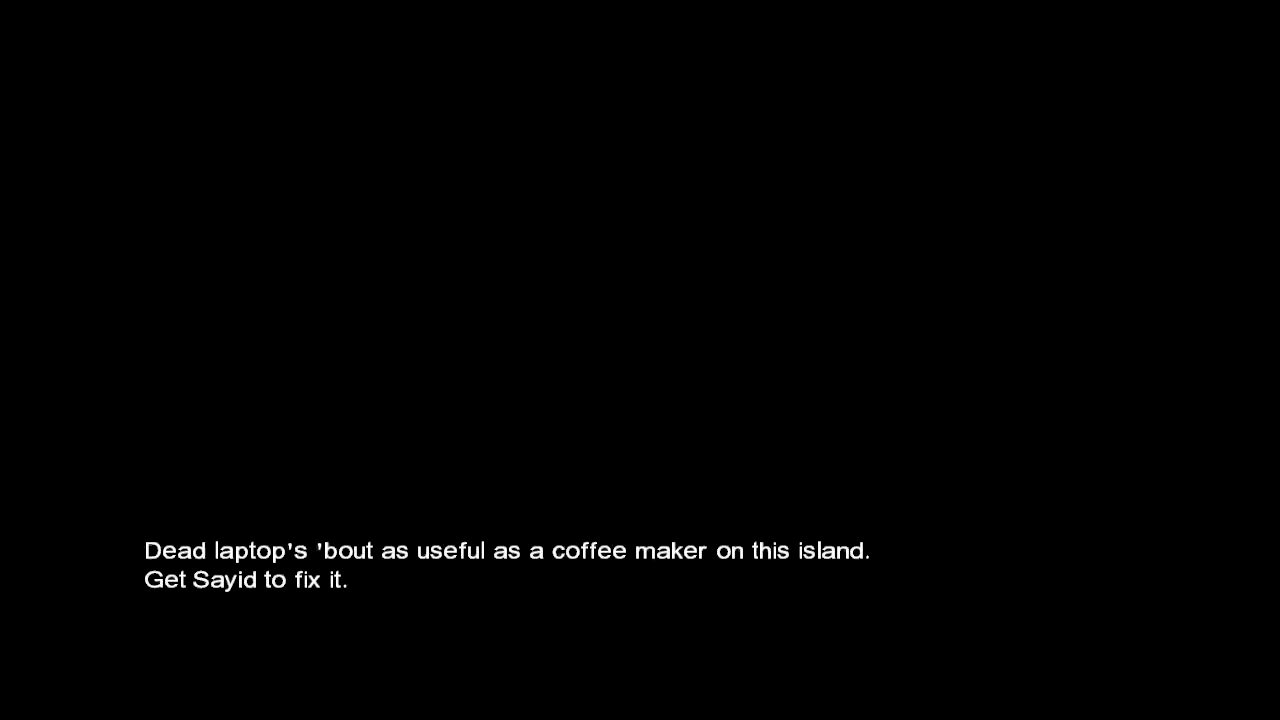 Dead laptop's 'bout as useful as a coffee maker on this island.
Get Sayid to fix it.